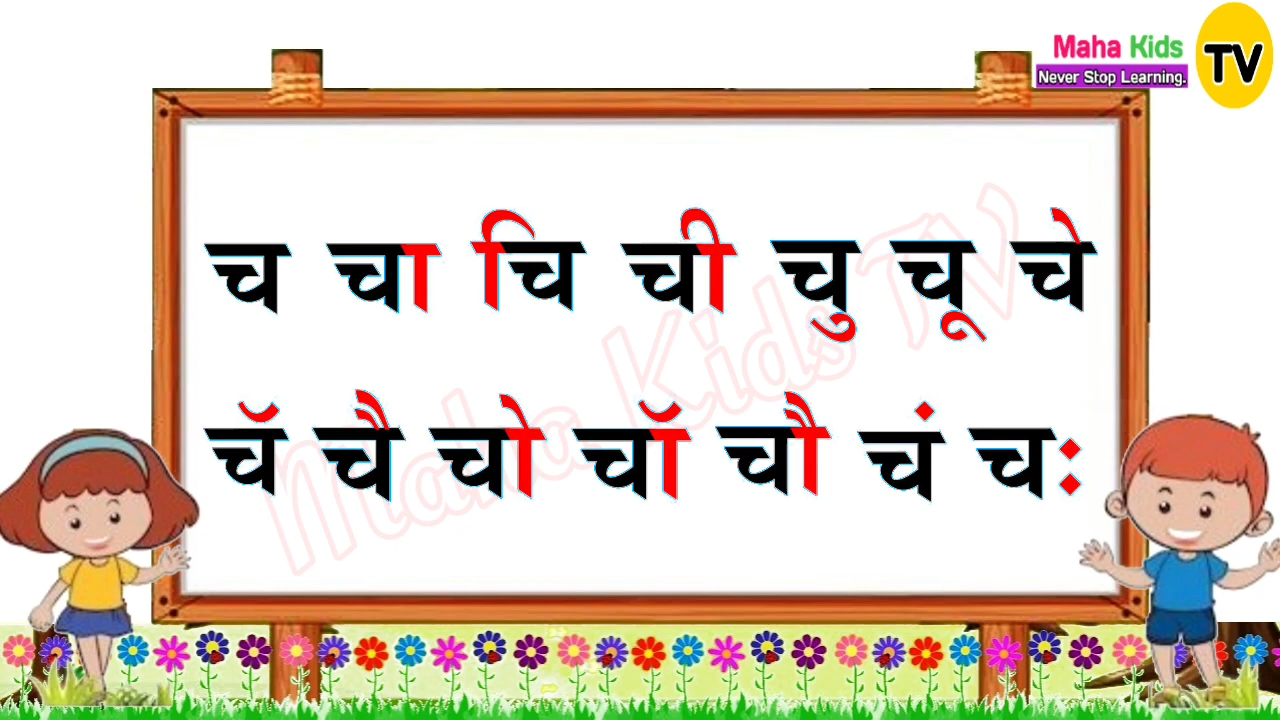 Maha Kids
Never Stop Learning.
TV
च चा चि ची चु चू चे
चॅ चै चो चॉ चौ चं चः
Maha Kids TV